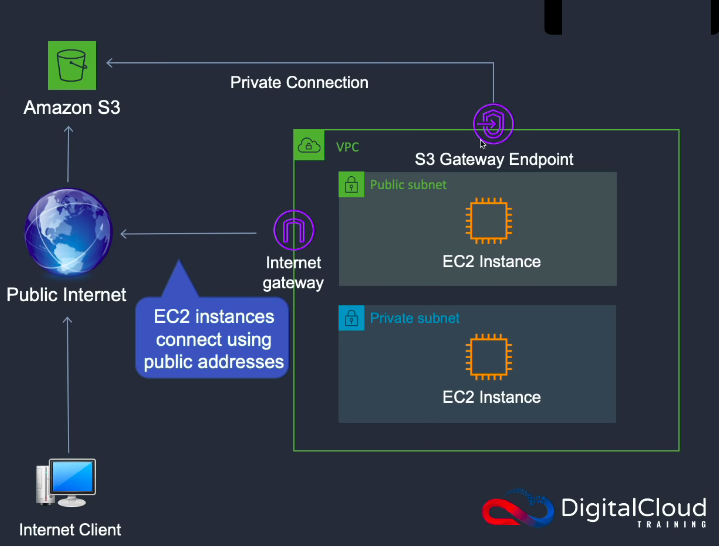 Private Connection
Amazon S3
VPC
S3 Gateway Endpoint
Public subnet
EC2 Instance
Internet
gateway
Public Internet
EC2 instances
connect using
public addresses
Private subnet
EC2 Instance
Internet Client
DigitalCloud
TRAINING